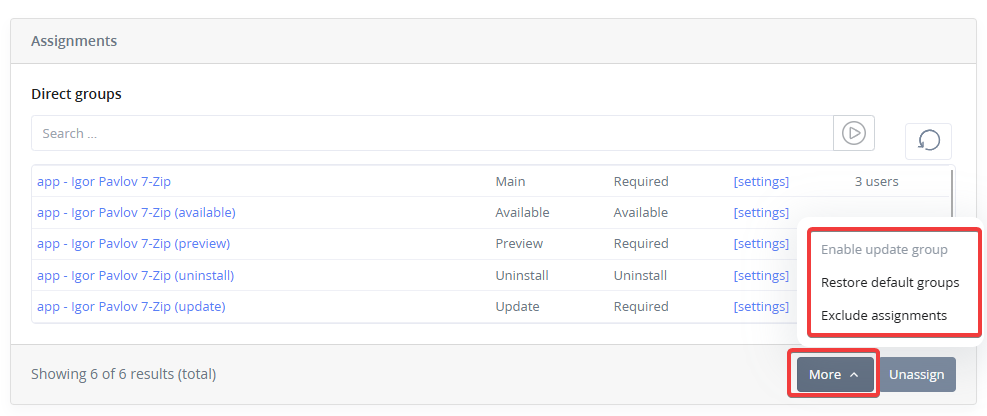 Assignments
Direct groups
Search ...
app - Igor Pavlov 7-Zip Main Required [settings] 3 users
app - Igor Pavlov 7-Zip (available) Available Available [settings]
app - Igor Pavlov 7-Zip (preview) Preview Required [settings]
app - Igor Pavlov 7-Zip (uninstall) Uninstall Uninstall [settings]
app - Igor Pavlov 7-Zip (update) Update Required [settings]
Enable update group
Restore default groups
Exclude assignments
Showing 6 of 6 results (total) More Unassign